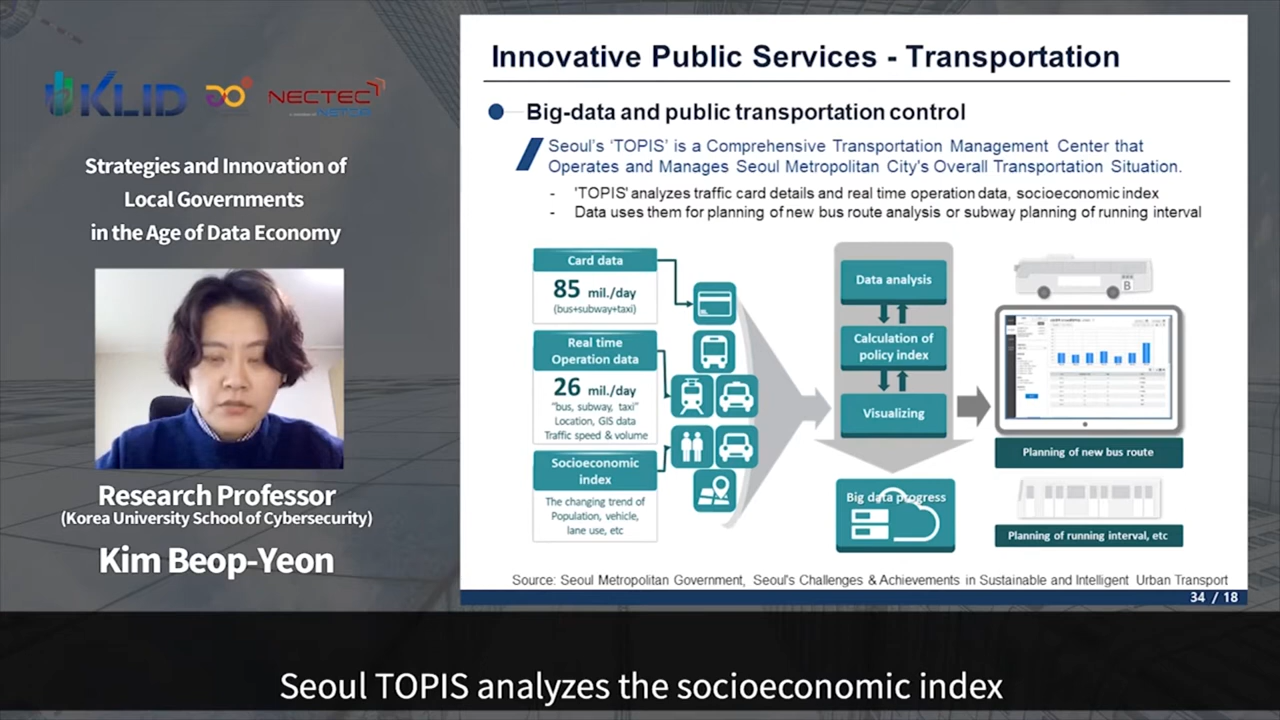 KLID
NECTEC
Strategies and Innovation of
Local Governments
in the Age of Data Economy
Research Professor
(Korea University School of Cybersecurity)
Kim Beop-Yeon
Innovative Public Services - Transportation
Big-data and public transportation control
Seoul's 'TOPIS' is a Comprehensive Transportation Management Center that
Operates and Manages Seoul Metropolitan City's Overall Transportation Situation.
- 'TOPIS' analyzes traffic card details and real time operation data, socioeconomic index
- Data uses them for planning of new bus route analysis or subway planning of running interval
Card data
85 mil./day
(bus+subway+taxi)
Real time
Operation data
26 mil./day
"bus, subway, taxi"
Location, GIS data
Traffic speed & volume
Socioeconomic
index
The changing trend of
Population, vehicle,
lane use, etc
Data analysis
Calculation of
policy index
Visualizing
Big data progress
B
Planning of new bus route
Planning of running interval, etc
Source: Seoul Metropolitan Government, Seoul's Challenges & Achievements in Sustainable and Intelligent Urban Transport
34 / 18
Seoul TOPIS analyzes the socioeconomic index